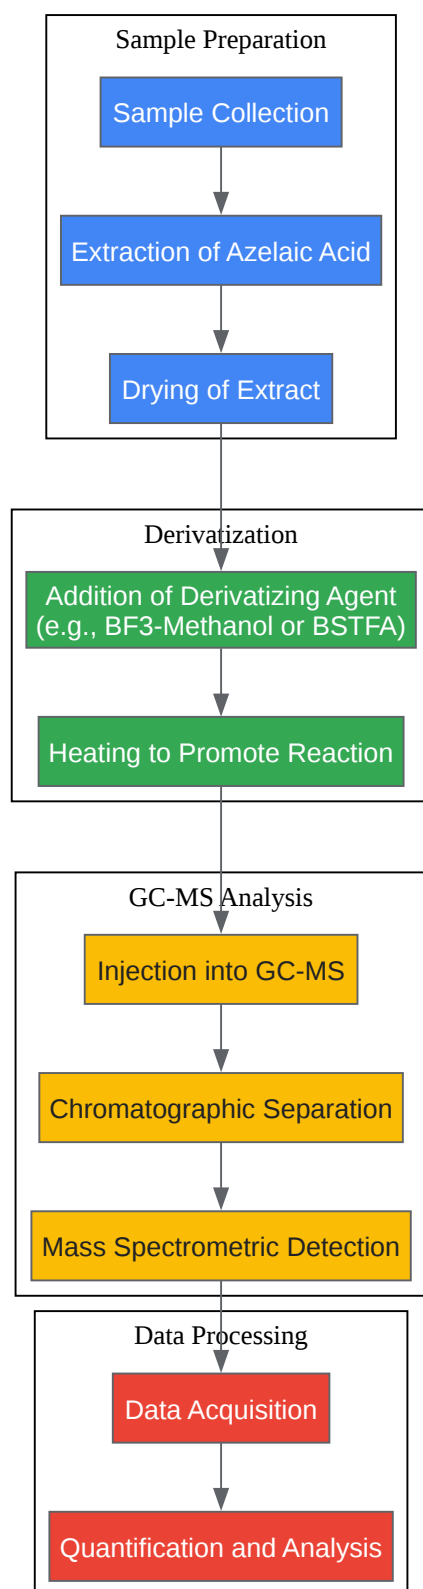 Sample Preparation
Sample Collection
Extraction of Azelaic Acid
Drying of Extract
Derivatization
Addition of Derivatizing Agent
(e.g., BF3-Methanol or BSTFA)
Heating to Promote Reaction
GC-MS Analysis
Injection into GC-MS
Chromatographic Separation
Mass Spectrometric Detection
Data Processing
Data Acquisition
Quantification and Analysis